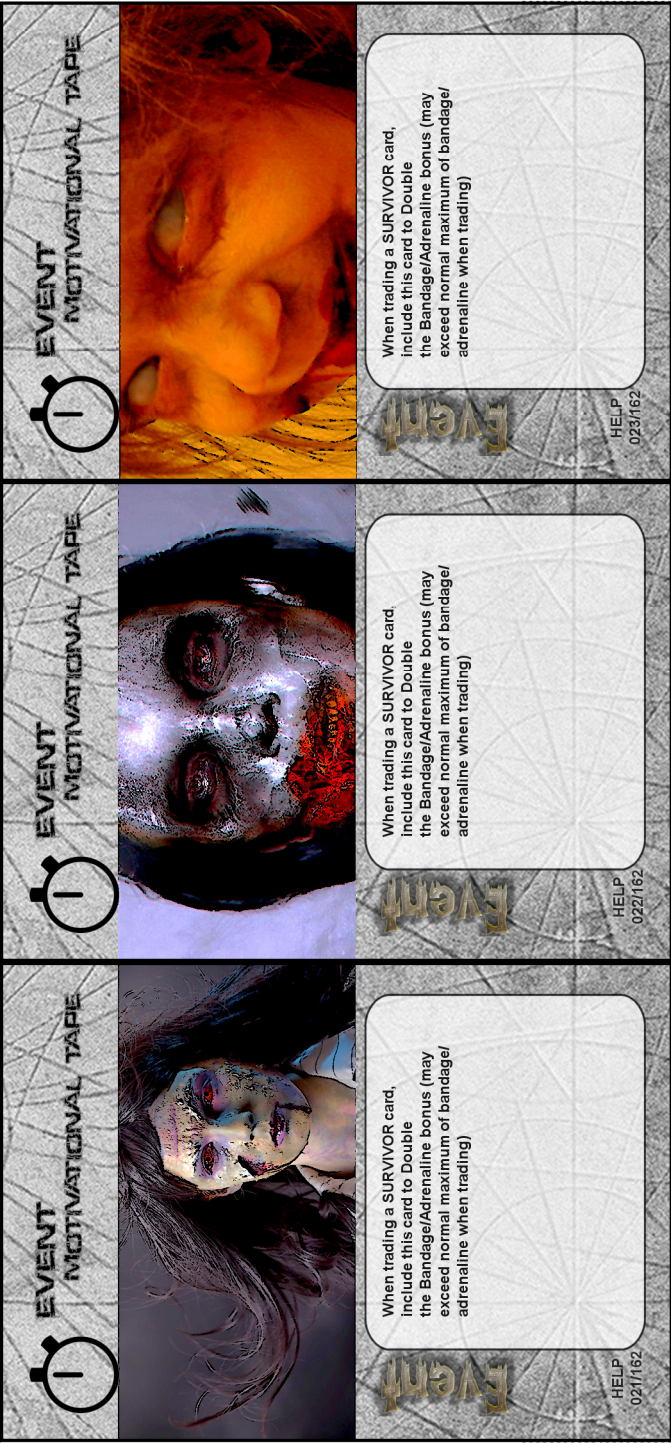 EVENT
MOTIVATIONAL TAPE
When trading a SURVIVOR card,
include this card to Double
the Bandage/Adrenaline bonus (may
exceed normal maximum of bandage/
adrenaline when trading)
Event
HELP
021/162
EVENT
MOTIVATIONAL TAPE
When trading a SURVIVOR card,
include this card to Double
the Bandage/Adrenaline bonus (may
exceed normal maximum of bandage/
adrenaline when trading)
Event
HELP
022/162
EVENT
MOTIVATIONAL TAPE
When trading a SURVIVOR card,
include this card to Double
the Bandage/Adrenaline bonus (may
exceed normal maximum of bandage/
adrenaline when trading)
Event
HELP
023/162